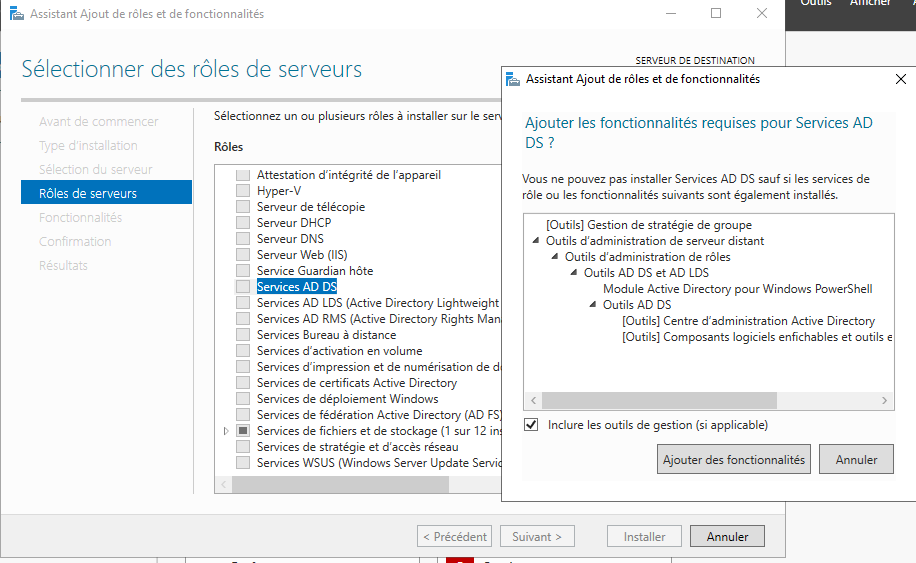 Assistant Ajout de rôles et de fonctionnalités
Outils
Afficher
Sélectionner des rôles de serveurs
SERVEUR DE DESTINATION
Avant de commencer
Type d'installation
Sélection du serveur
Rôles de serveurs
Fonctionnalités
Confirmation
Résultats
Sélectionnez un ou plusieurs rôles à installer sur le serv
Rôles
Attestation d'intégrité de l'appareil
Hyper-V
Serveur de télécopie
Serveur DHCP
Serveur DNS
Serveur Web (IIS)
Service Guardian hôte
Services AD DS
Services AD LDS (Active Directory Lightweight
Services AD RMS (Active Directory Rights Man
Services Bureau à distance
Services d'activation en volume
Services d'impression et de numérisation de d
Services de certificats Active Directory
Services de déploiement Windows
Services de fédération Active Directory (AD FS)
Services de fichiers et de stockage (1 sur 12 ins
Services de stratégie et d'accès réseau
Services WSUS (Windows Server Update Servic
< Précédent
Suivant >
Installer
Annuler
Assistant Ajout de rôles et de fonctionnalités
Ajouter les fonctionnalités requises pour Services AD
DS ?
Vous ne pouvez pas installer Services AD DS sauf si les services de
rôle ou les fonctionnalités suivants sont également installés.
[Outils] Gestion de stratégie de groupe
Outils d'administration de serveur distant
Outils d'administration de rôles
Outils AD DS et AD LDS
Module Active Directory pour Windows PowerShell
Outils AD DS
[Outils] Centre d'administration Active Directory
[Outils] Composants logiciels enfichables et outils e
Inclure les outils de gestion (si applicable)
Ajouter des fonctionnalités
Annuler